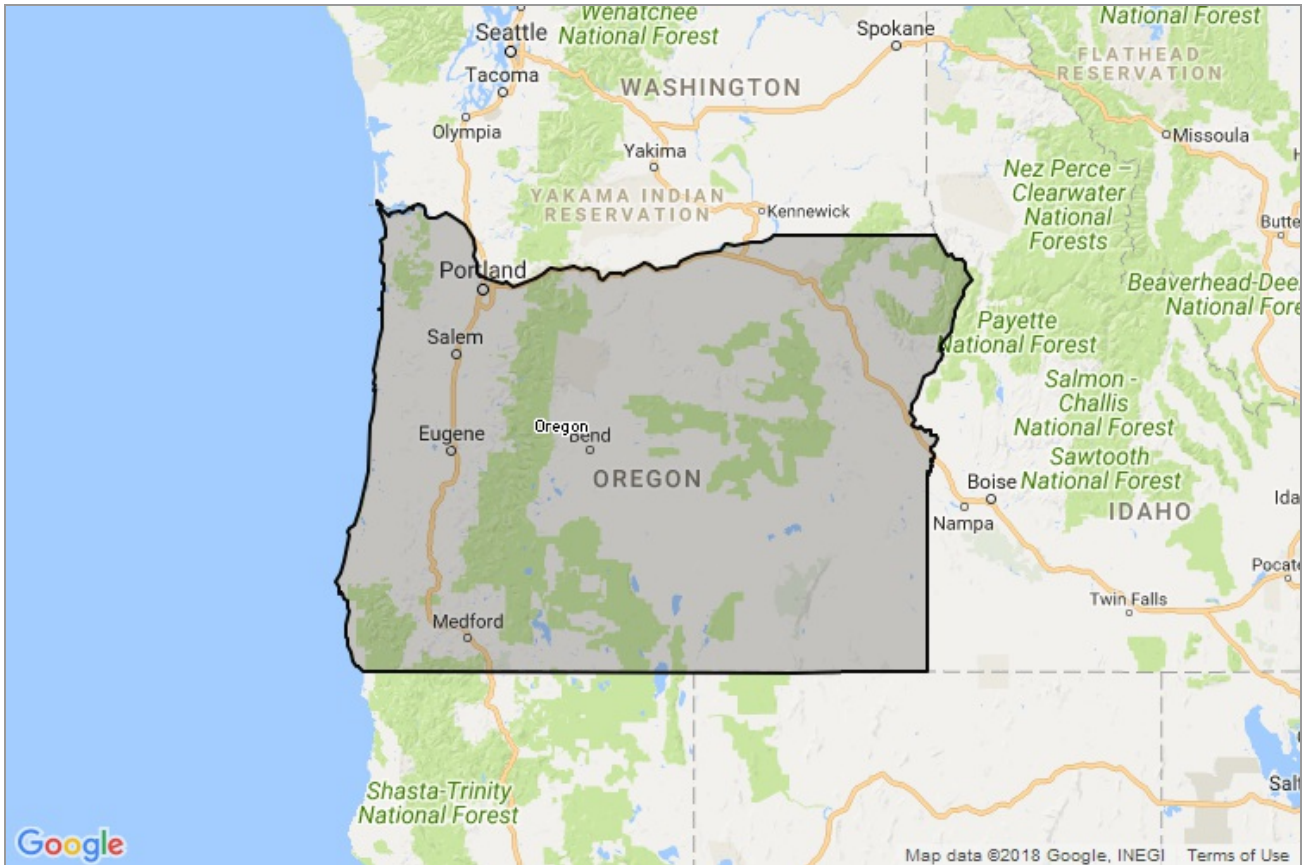 Wenatchee
National Forest
National Forest
Seattle
Spokane
FLATHEAD
RESERVATION
Tacoma
WASHINGTON
Olympia
Missoula
Yakima
Nez Perce –
Clearwater
National
Forests
YAKAMA INDIAN
RESERVATION
Kennewick
Butte
Portland
Beaverhead-Dee
National Fore
Payette
National Forest
Salem
Salmon -
Challis
National Forest
Oregon
Eugene
Bend
Sawtooth
National Forest
OREGON
Boise
Nampa
IDAHO
Ida
Pocate
Twin Falls
Medford
Shasta-Trinity
National Forest
Salt
Google
Map data ©2018 Google, INEGI
Terms of Use